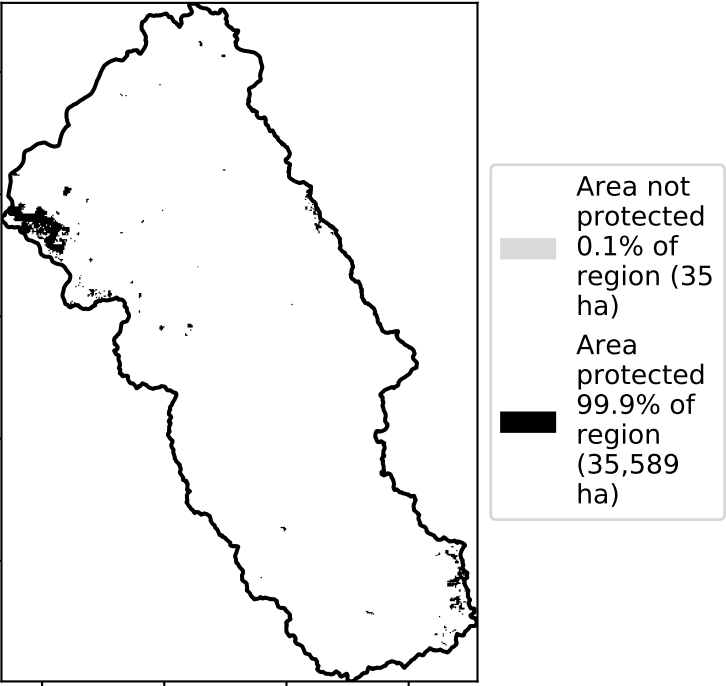 Area not
protected
0.1% of
region (35
ha)
Area
protected
99.9% of
region
(35,589
ha)